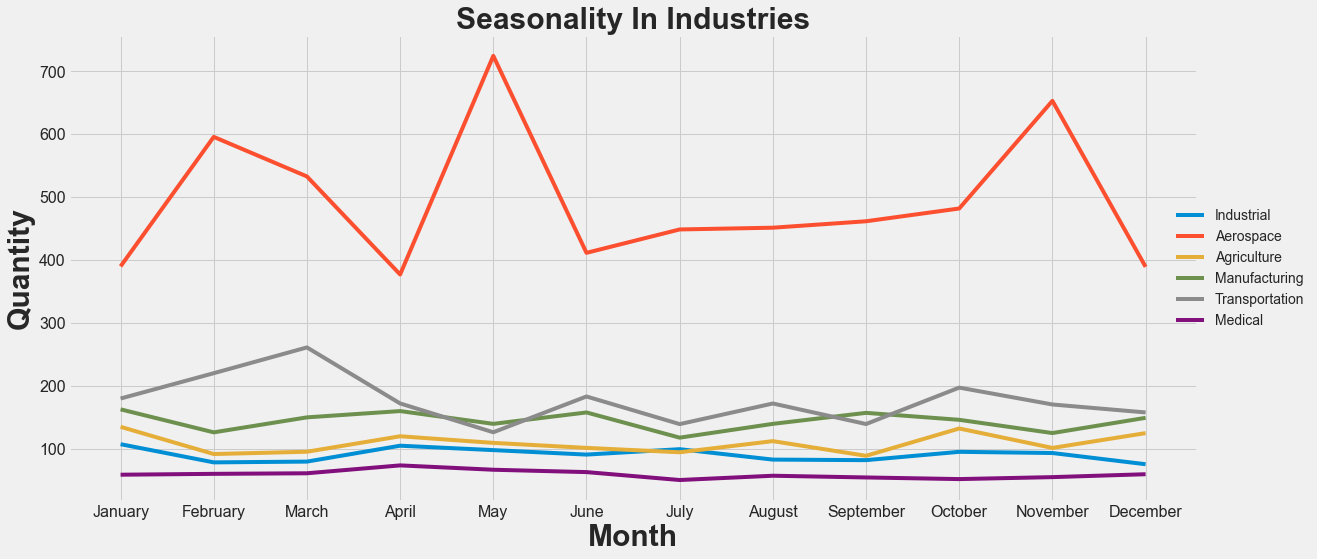 Seasonality In Industries
Quantity
700
600
500
400
300
200
100
January February March April May June July August September October November December
Month
Industrial
Aerospace
Agriculture
Manufacturing
Transportation
Medical